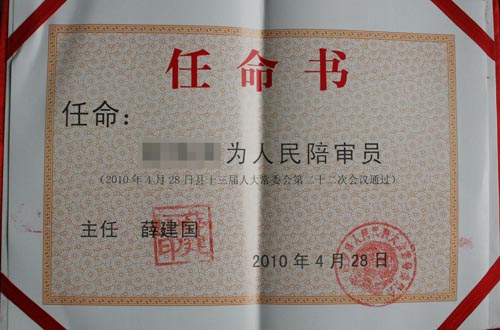 任命书
任命：
为人民陪审员
（2010年4月28日县十三届人大常委会第二十二次会议通过）
主任 薛建国
2010年4月28日